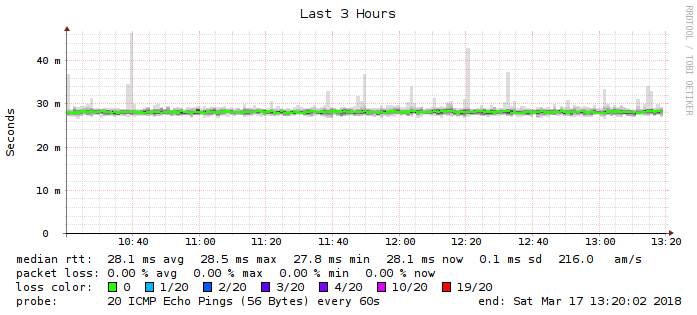 Last 3 Hours
RRDTOOL / TOBI OETIKER
Seconds
40 m
30 m
20 m
10 m
0
10:40 11:00 11:20 11:40 12:00 12:20 12:40 13:00 13:20
median rtt: 28.1 ms avg 28.5 ms max 27.8 ms min 28.1 ms now 0.1 ms sd 216.0 am/s
packet loss: 0.00 % avg 0.00 % max 0.00 % min 0.00 % now
loss color: 0 1/20 2/20 3/20 4/20 10/20 19/20
probe: 20 ICMP Echo Pings (56 Bytes) every 60s end: Sat Mar 17 13:20:02 2018